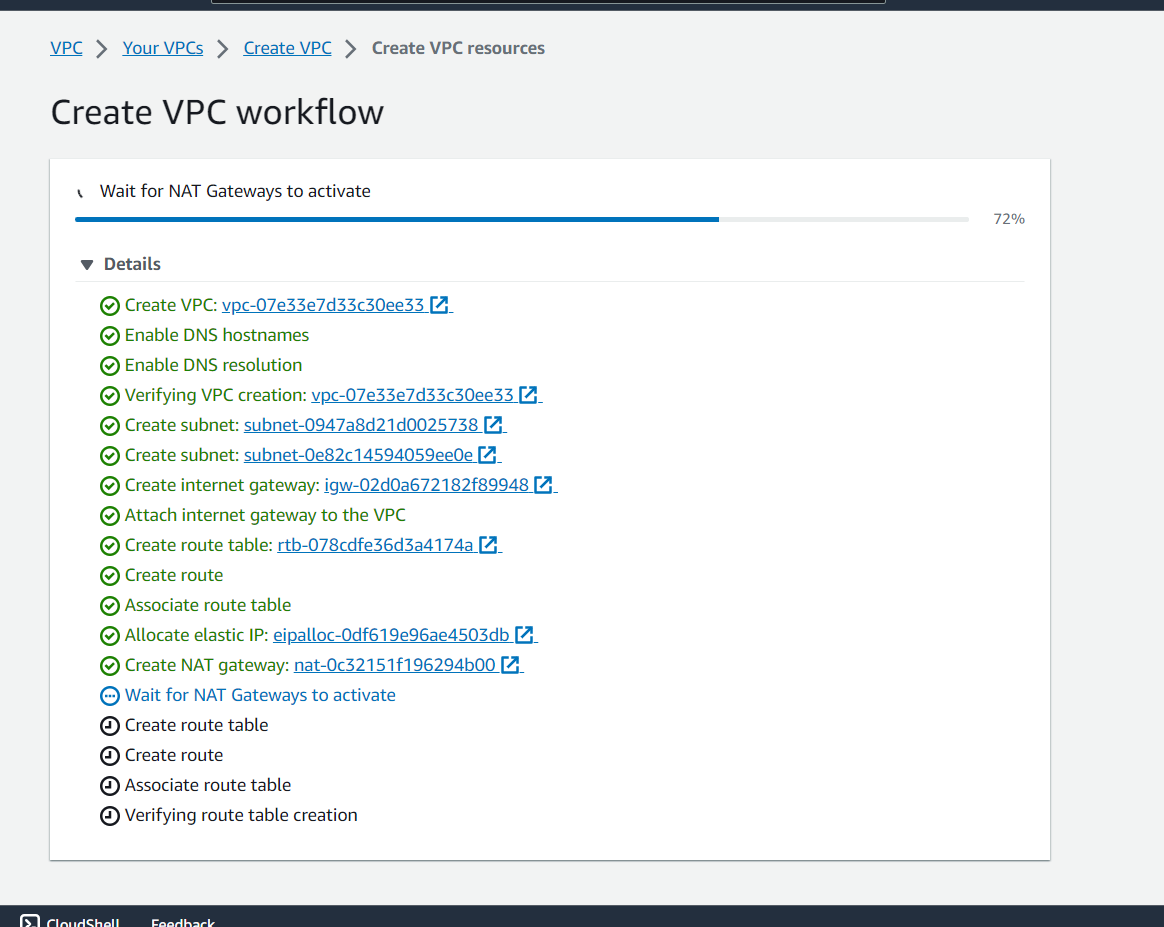 VPC > Your VPCs > Create VPC > Create VPC resources
Create VPC workflow
Wait for NAT Gateways to activate
72%
Details
Create VPC: vpc-07e33e7d33c30ee33
Enable DNS hostnames
Enable DNS resolution
Verifying VPC creation: vpc-07e33e7d33c30ee33
Create subnet: subnet-0947a8d21d0025738
Create subnet: subnet-0e82c14594059ee0e
Create internet gateway: igw-02d0a672182f89948
Attach internet gateway to the VPC
Create route table: rtb-078cdfe36d3a4174a
Create route
Associate route table
Allocate elastic IP: eipalloc-0df619e96ae4503db
Create NAT gateway: nat-0c32151f196294b00
Wait for NAT Gateways to activate
Create route table
Create route
Associate route table
Verifying route table creation
CloudShell Feedback